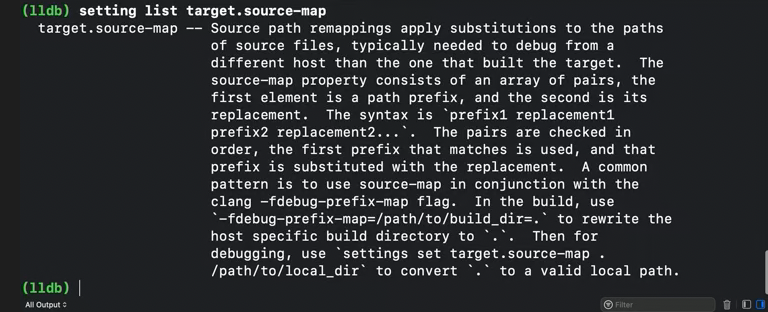 (lldb) setting list target.source-map
target.source-map -- Source path remappings apply substitutions to the paths
of source files, typically needed to debug from a
different host than the one that built the target.  The
source-map property consists of an array of pairs, the
first element is a path prefix, and the second is its
replacement.  The syntax is `prefix1 replacement1
prefix2 replacement2...`.  The pairs are checked in
order, the first prefix that matches is used, and that
prefix is substituted with the replacement.  A common
pattern is to use source-map in conjunction with the
clang -fdebug-prefix-map flag.  In the build, use
`-fdebug-prefix-map=/path/to/build_dir=.` to rewrite the
host specific build directory to `.`.  Then for
debugging, use `settings set target.source-map .
/path/to/local_dir` to convert `.` to a valid local path.
(lldb)
All Output
Filter